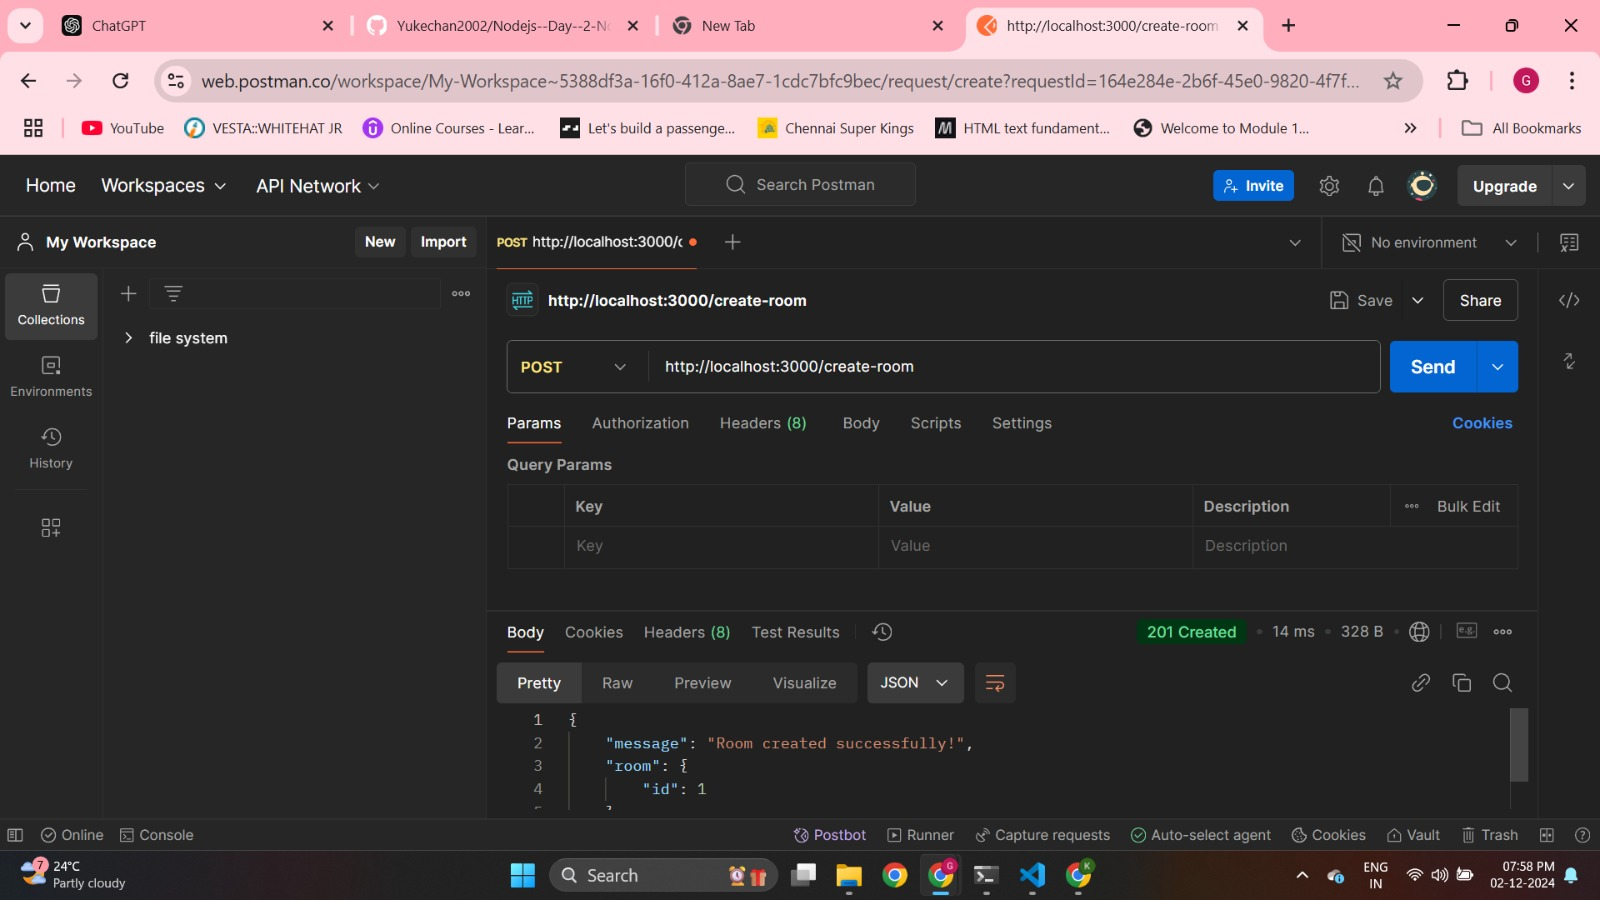 ChatGPT
Yukechan2002/Nodejs--Day--2-No
New Tab
http://localhost:3000/create-room
web.postman.co/workspace/My-Workspace~5388df3a-16f0-412a-8ae7-1cdc7bfc9bec/request/create?requestId=164e284e-2b6f-45e0-9820-4f7f...
G
YouTube
VESTA::WHITEHAT JR
Online Courses - Lear...
Let's build a passenge...
Chennai Super Kings
HTML text fundament...
Welcome to Module 1...
All Bookmarks
Home
Workspaces
API Network
Search Postman
Invite
Upgrade
My Workspace
New
Import
POST http://localhost:3000/c
No environment
Collections
file system
HTTP http://localhost:3000/create-room
Save
Share
Environments
POST
http://localhost:3000/create-room
Send
History
Params
Authorization
Headers (8)
Body
Scripts
Settings
Cookies
Query Params
Key
Value
Description
Bulk Edit
Key
Value
Description
Body
Cookies
Headers (8)
Test Results
201 Created
14 ms
328 B
e.g.
Pretty
Raw
Preview
Visualize
JSON
1 {
2 "message": "Room created successfully!",
3 "room": {
4 "id": 1
Online
Console
Postbot
Runner
Capture requests
Auto-select agent
Cookies
Vault
Trash
7
24°C
Partly cloudy
Search
G
K
ENG
IN
07:58 PM
02-12-2024